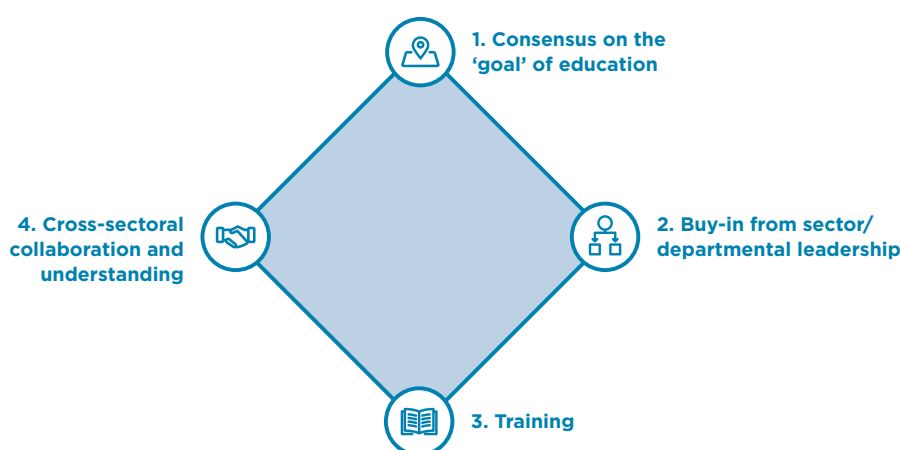 1. Consensus on the
‘goal’ of education
2. Buy-in from sector/
departmental leadership
3. Training
4. Cross-sectoral
collaboration and
understanding